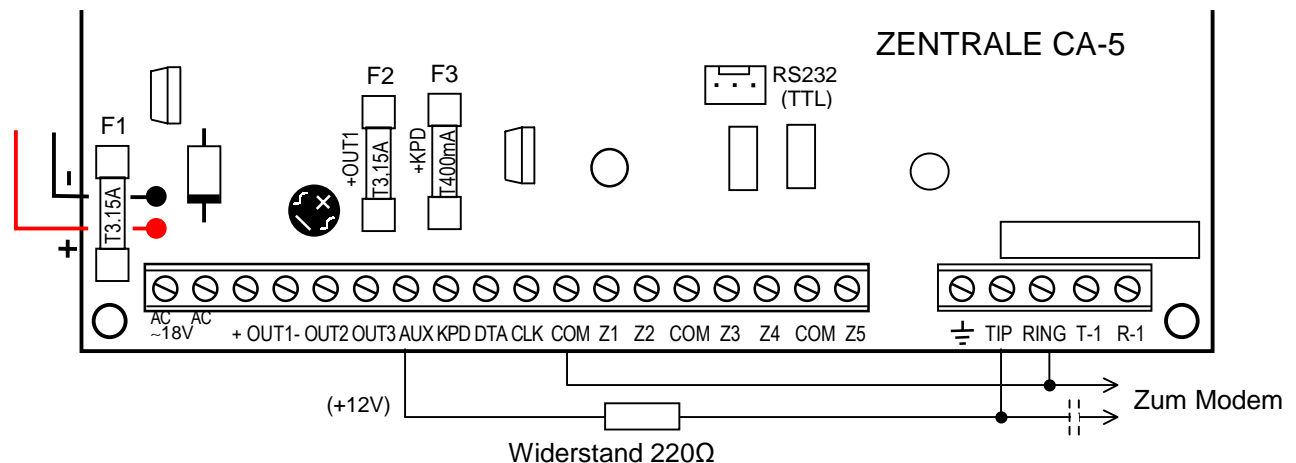 ZENTRALE CA-5
F1
F2
F3
RS232
(TTL)
+OUT1
T3.15A
+KPD
T400mA
-
T3.15A
+
AC AC
~18V
+ OUT1- OUT2 OUT3 AUX KPD DTA CLK COM Z1 Z2 COM Z3 Z4 COM Z5
TIP RING T-1 R-1
(+12V)
Zum Modem
Widerstand 220Ω